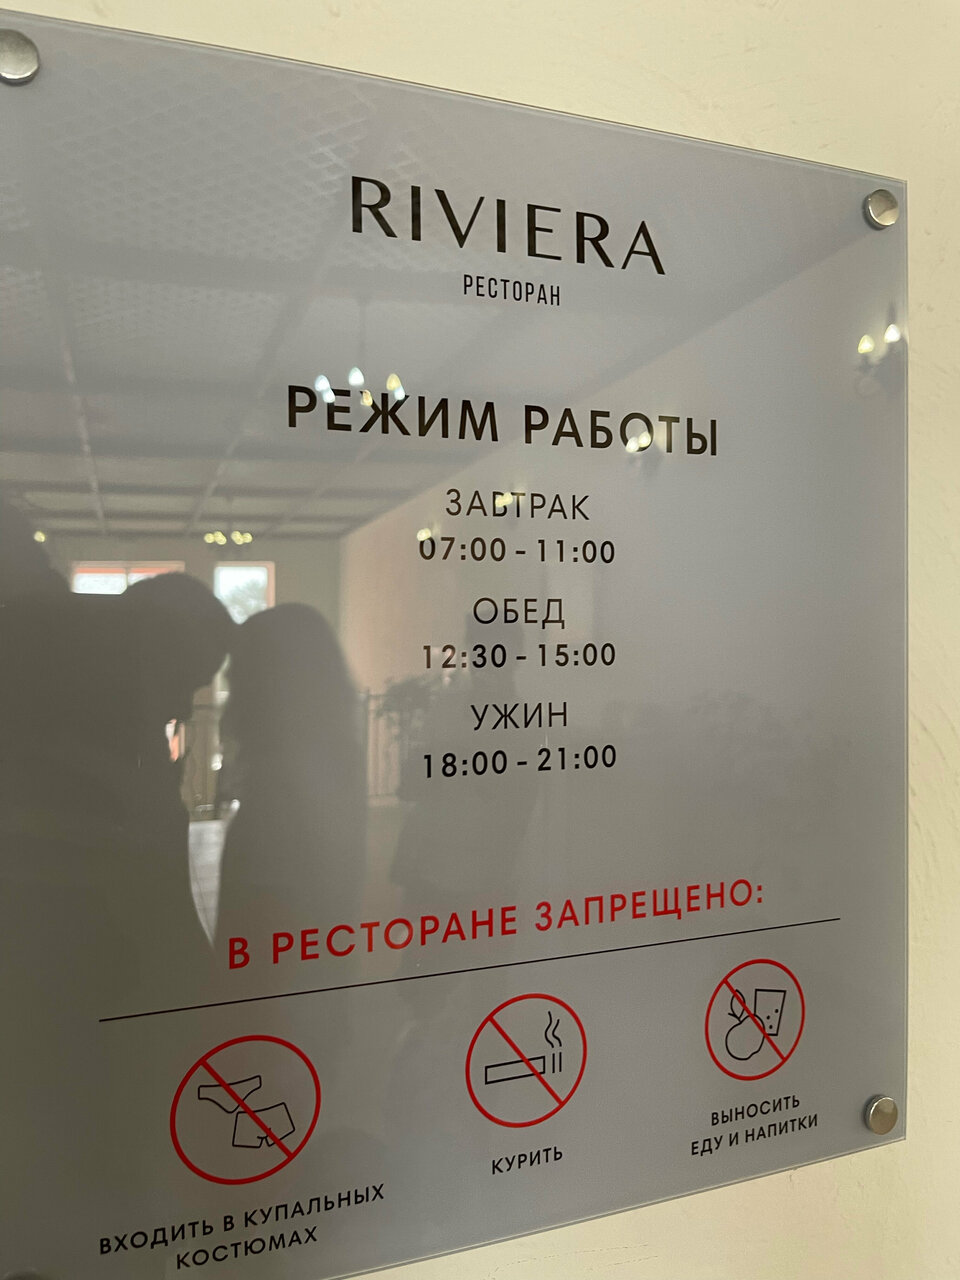 RIVIERA
РЕСТОРАН
РЕЖИМ РАБОТЫ
ЗАВТРАК
07:00 - 11:00
ОБЕД
12:30 - 15:00
УЖИН
18:00 - 21:00
В РЕСТОРАНЕ ЗАПРЕЩЕНО:
ВХОДИТЬ В КУПАЛЬНЫХ
КОСТЮМАХ
КУРИТЬ
ВЫНОСИТЬ
ЕДУ И НАПИТКИ